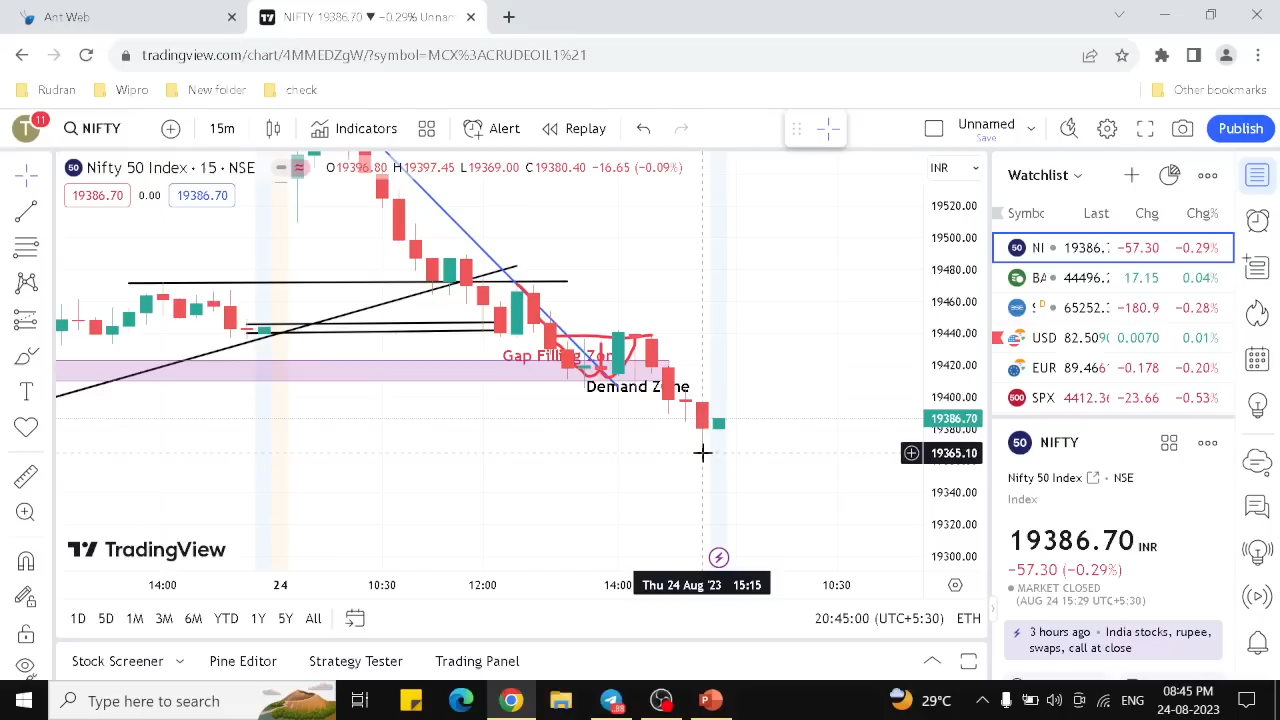 Ant Web
NIFTY 19386.70 ▼ −0.29% Unnam
tradingview.com/chart/4MMEDZgW/?symbol=MCX%3ACRUDEOIL1%21
Rudran
Wipro
New folder
check
Other bookmarks
T
11
NIFTY
15m
Indicators
Alert
Replay
Unnamed
Save
Publish
Nifty 50 Index · 15 · NSE
O19396.80 H19397.45 L19369.00 C19380.40 −16.65 (−0.09%)
INR
19386.70 0.00 19386.70
19520.00
19500.00
19480.00
19460.00
19440.00
19420.00
19400.00
19386.70
19380.00
19365.10
19340.00
19320.00
19300.00
Gap Filling Zon
Demand Zone
TradingView
14:00
24
10:30
12:00
14:00
Thu 24 Aug '23 15:15
10:30
1D 5D 1M 3M 6M YTD 1Y 5Y All
20:45:00 (UTC+5:30)
ETH
Stock Screener
Pine Editor
Strategy Tester
Trading Panel
Watchlist
Symbo Last Chg Chg%
50 NI 19386.7 −57.30 −0.29%
BA 44496.2 17.15 0.04%
S D 65252.3 −180.9 −0.28%
USD 82.5090 0.0070 0.01%
EUR 89.466 −0.178 −0.20%
500 SPX 4412.36 −23.66 −0.53%
50 NIFTY
Nifty 50 Index · NSE
Index
19386.70 INR
−57.30 (−0.29%)
MARKET CLOSED
(AUG 24 15:29 UTC+5:30)
3 hours ago · India stocks, rupee,
swaps, call at close
Type here to search
88
29°C
ENG
08:45 PM
24-08-2023